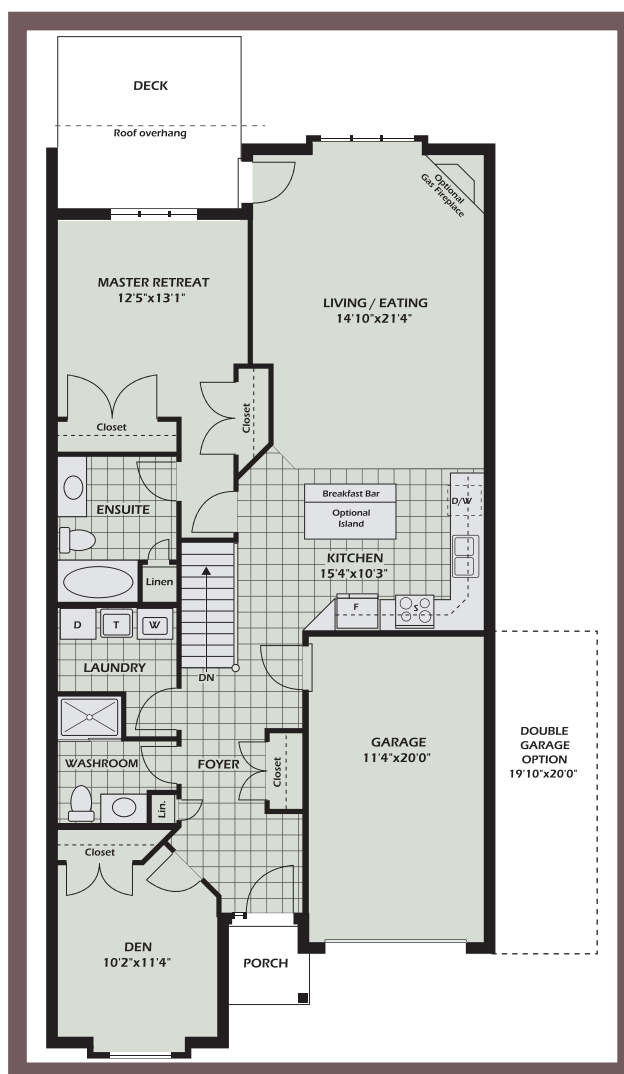 DECK
Roof overhang
Optional
Gas Fireplace
MASTER RETREAT
12'5"x13'1"
LIVING / EATING
14'10"x21'4"
Closet
Closet
ENSUITE
Breakfast Bar
Optional
Island
D/W
KITCHEN
15'4"x10'3"
Linen
F
S
D
T
W
LAUNDRY
DN
WASHROOM
FOYER
Closet
GARAGE
11'4"x20'0"
DOUBLE
GARAGE
OPTION
19'10"x20'0"
Lin.
Closet
DEN
10'2"x11'4"
PORCH